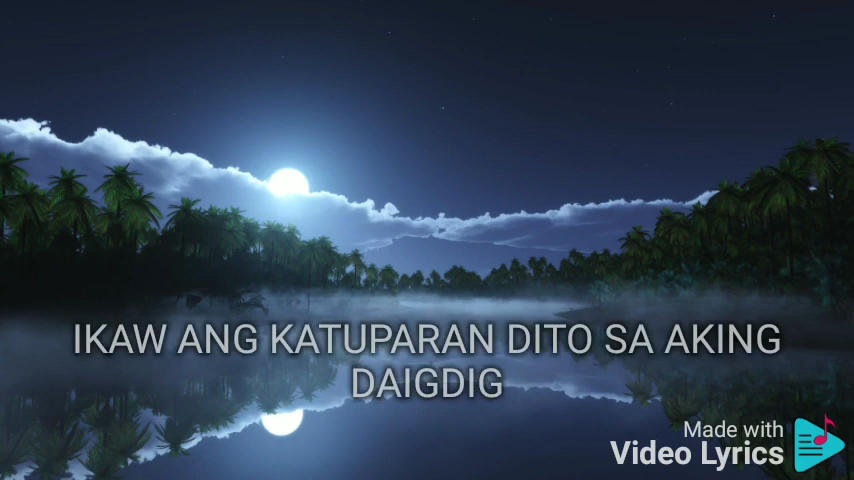 IKAW ANG KATUPARAN DITO SA AKING
DAIGDIG
Made with
Video Lyrics